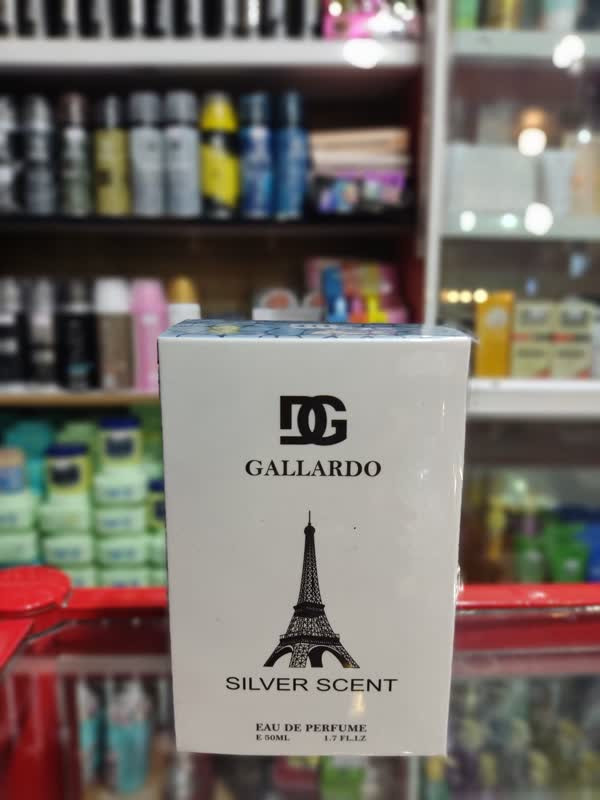 DG
GALLARDO
SILVER SCENT
EAU DE PERFUME
E 50ML 1.7 FL.LZ